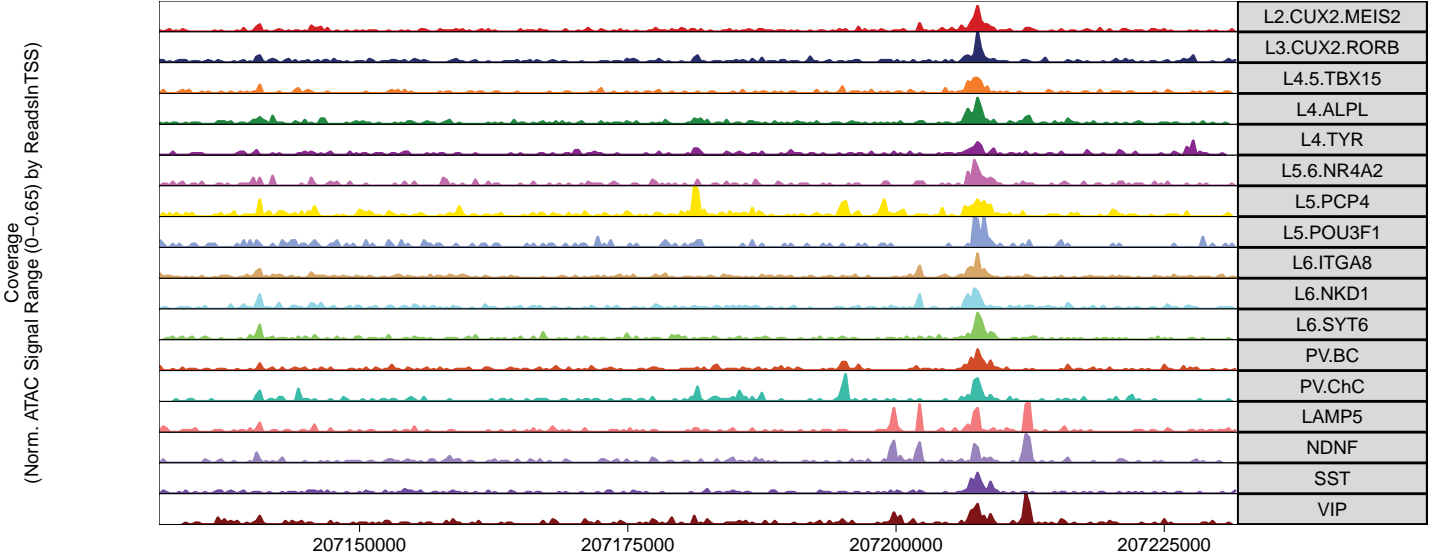 Coverage
(Norm. ATAC Signal Range (0−0.65) by ReadsInTSS)
L2.CUX2.MEIS2
L3.CUX2.RORB
L4.5.TBX15
L4.ALPL
L4.TYR
L5.6.NR4A2
L5.PCP4
L5.POU3F1
L6.ITGA8
L6.NKD1
L6.SYT6
PV.BC
PV.ChC
LAMP5
NDNF
SST
VIP
207150000 207175000 207200000 207225000